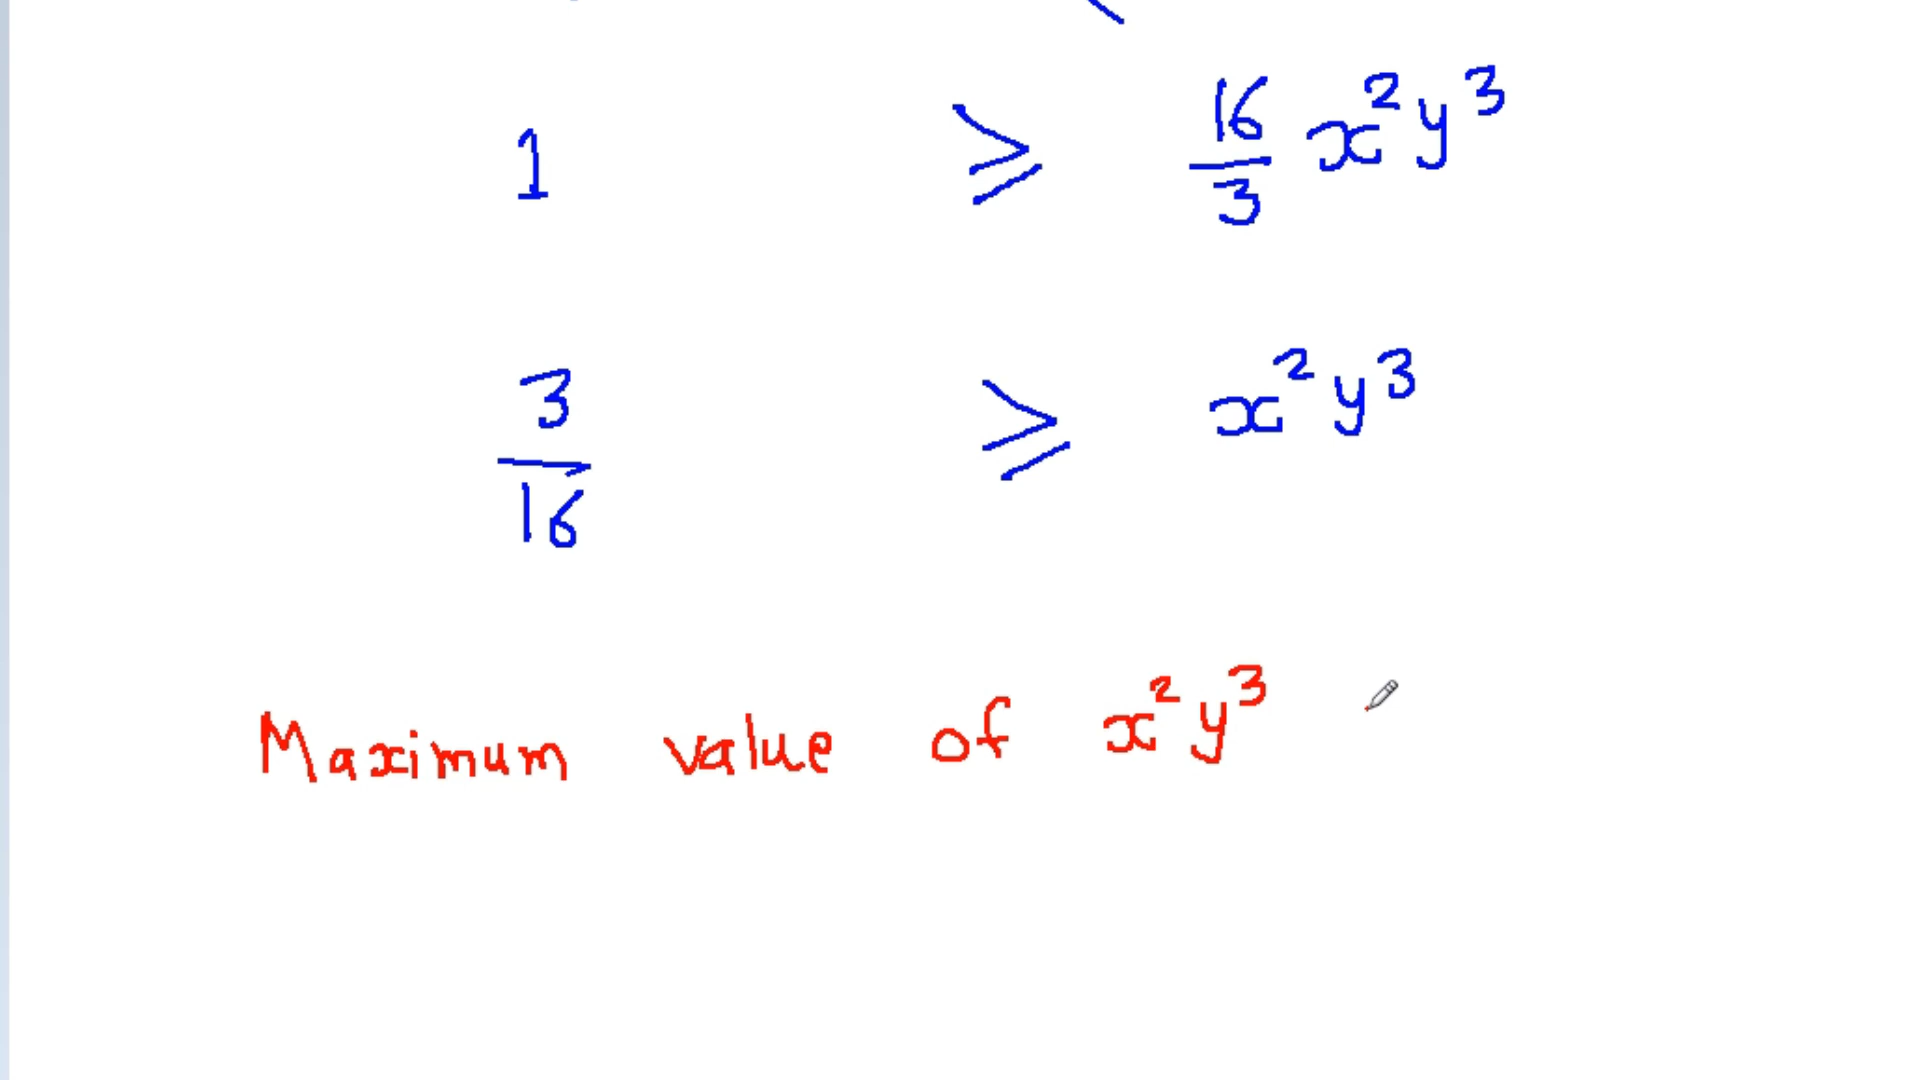 1 ≥ 16/3 x²y³
3/16 ≥ x²y³
Maximum value of x²y³